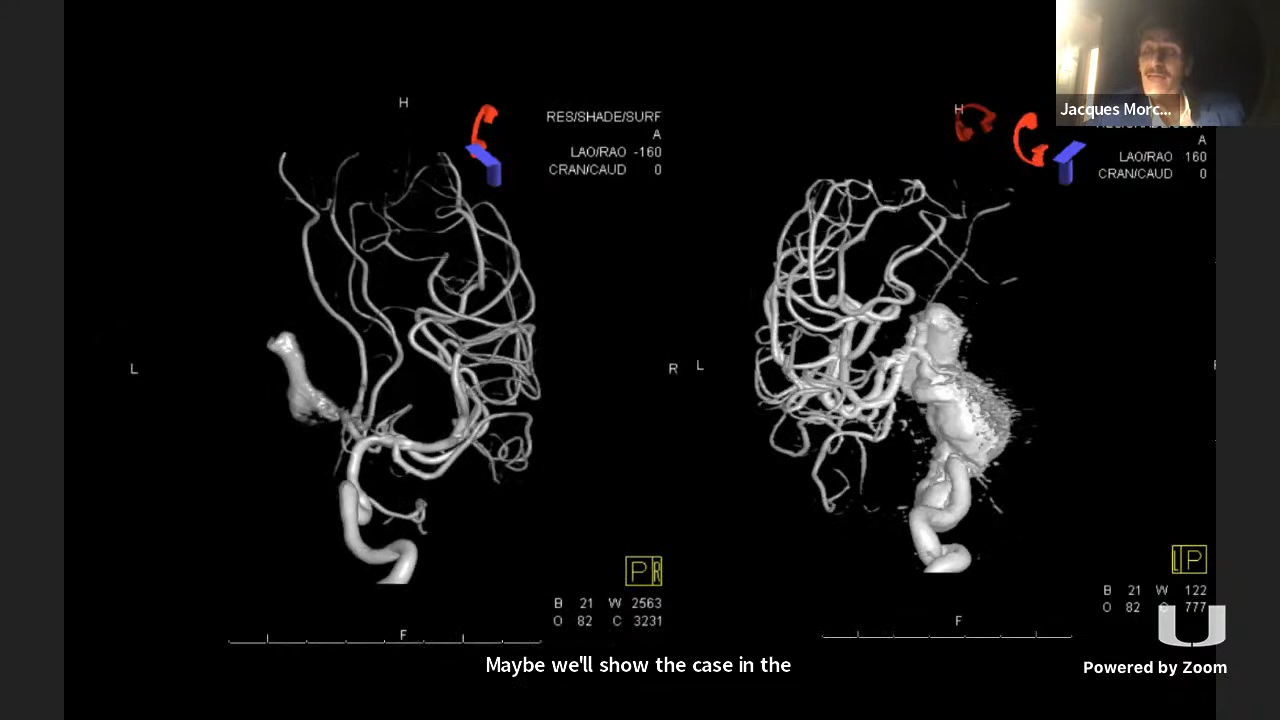 H
RES/SHADE/SURF
A
LAO/RAO -160
CRAN/CAUD 0
L
R
PR
B 21 W 2563
O 82 C 3231
F
H
Jacques Morc...
A
LAO/RAO 160
CRAN/CAUD 0
L
LP
B 21 W 122
O 82 C 777
F
U
Maybe we'll show the case in the
Powered by Zoom